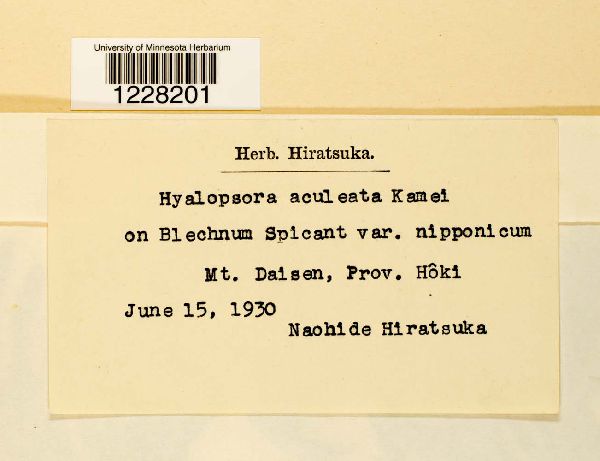 University of Minnesota Herbarium
1228201
Herb. Hiratsuka.
Hyalopsora aculeata Kamei
on Blechnum Spicant var. nipponicum
Mt. Daisen, Prov. Hôki
June 15, 1930
Naohide Hiratsuka